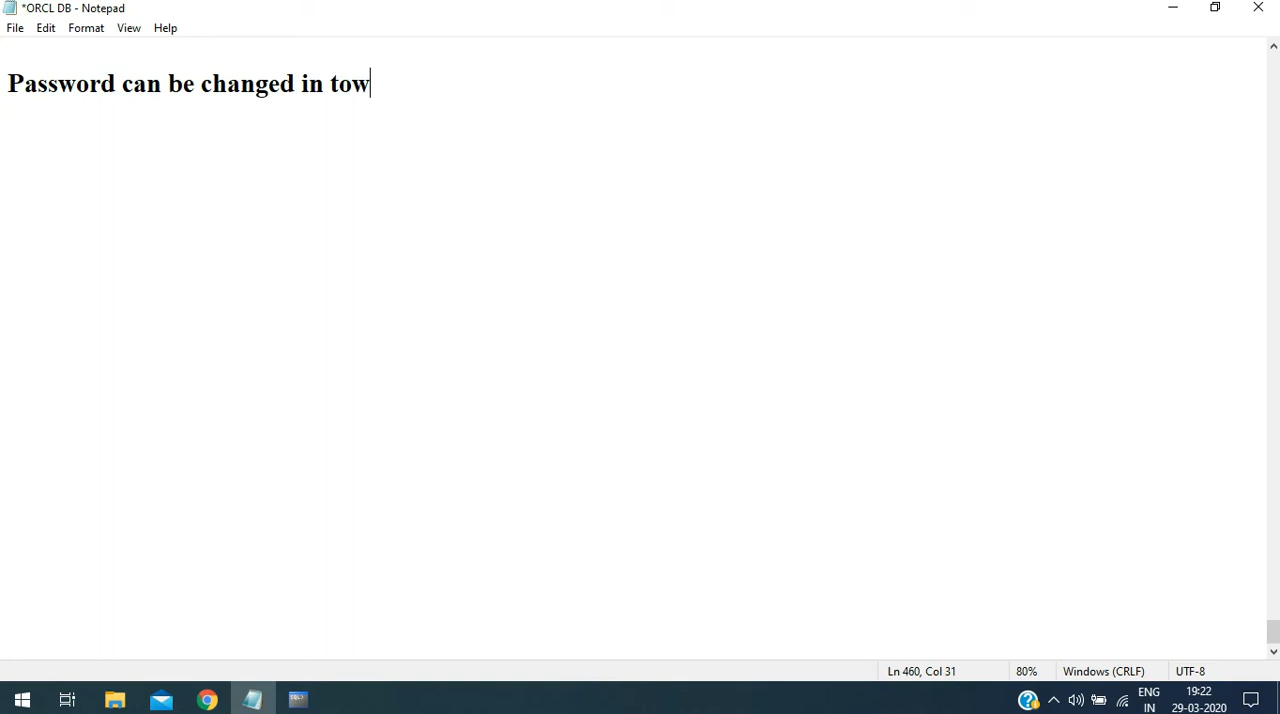 *ORCL DB - Notepad
File Edit Format View Help
Password can be changed in tow
Ln 460, Col 31 80% Windows (CRLF) UTF-8
ENG
IN
19:22
29-03-2020